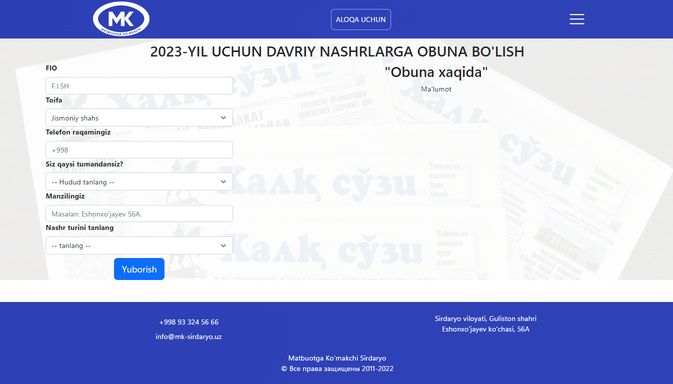 MK
ALOQA UCHUN
2023-YIL UCHUN DAVRIY NASHRLARGA OBUNA BO'LISH
FIO
F.I.SH
Toifa
Jismoniy shahs
Telefon raqamingiz
+998
Siz qaysi tumandansiz?
-- Hudud tanlang --
Manzilingiz
Masalan: Eshonxo'jayev 56A.
Nashr turini tanlang
-- tanlang --
Yuborish
"Obuna xaqida"
Ma'lumot
Халқ сўзи
Халқ сўзи
Халқ сўзи
+998 93 324 56 66
info@mk-sirdaryo.uz
Sirdaryo viloyati, Guliston shahri
Eshonxo'jayev ko'chasi, 56A
Matbuotga Ko'makchi Sirdaryo
© Все права защищены 2011-2022